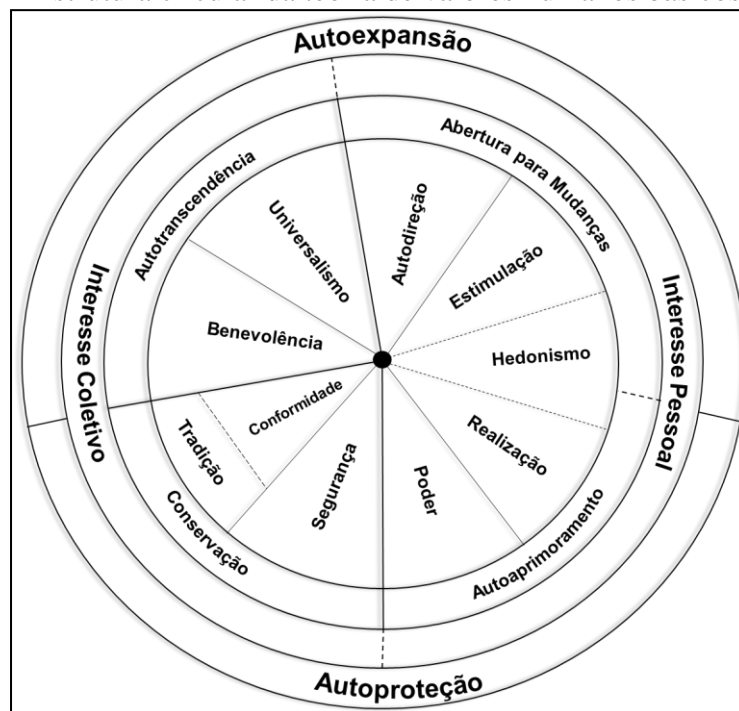 Autoexpansão
Abertura para Mudanças
Autotranscendência
Universalismo
Autodireção
Estimulação
Interesse Coletivo
Interesse Pessoal
Benevolência
Hedonismo
Conformidade
Tradição
Realização
Segurança
Poder
Conservação
Autoaprimoramento
Autoproteção